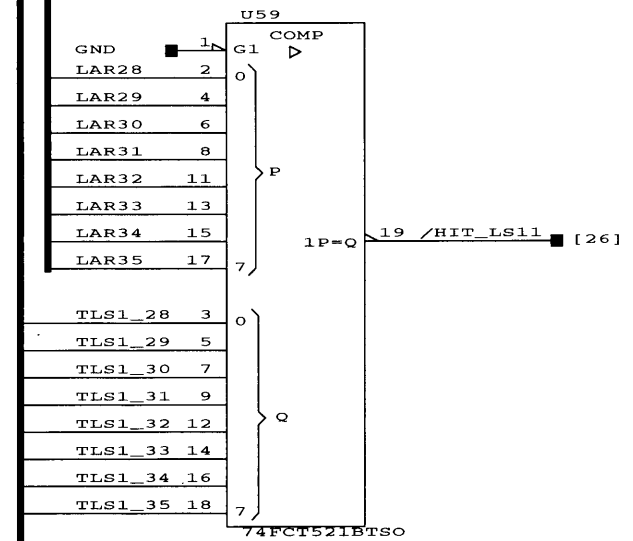 U59
COMP
GND 1 G1
LAR28 2 0
LAR29 4
LAR30 6
LAR31 8
LAR32 11
LAR33 13
LAR34 15
LAR35 17 7
P
1P=Q 19 /HIT_LS11 [26]
TLS1_28 3 0
TLS1_29 5
TLS1_30 7
TLS1_31 9
TLS1_32 12
TLS1_33 14
TLS1_34 16
TLS1_35 18 7
Q
74FCT521BTSO